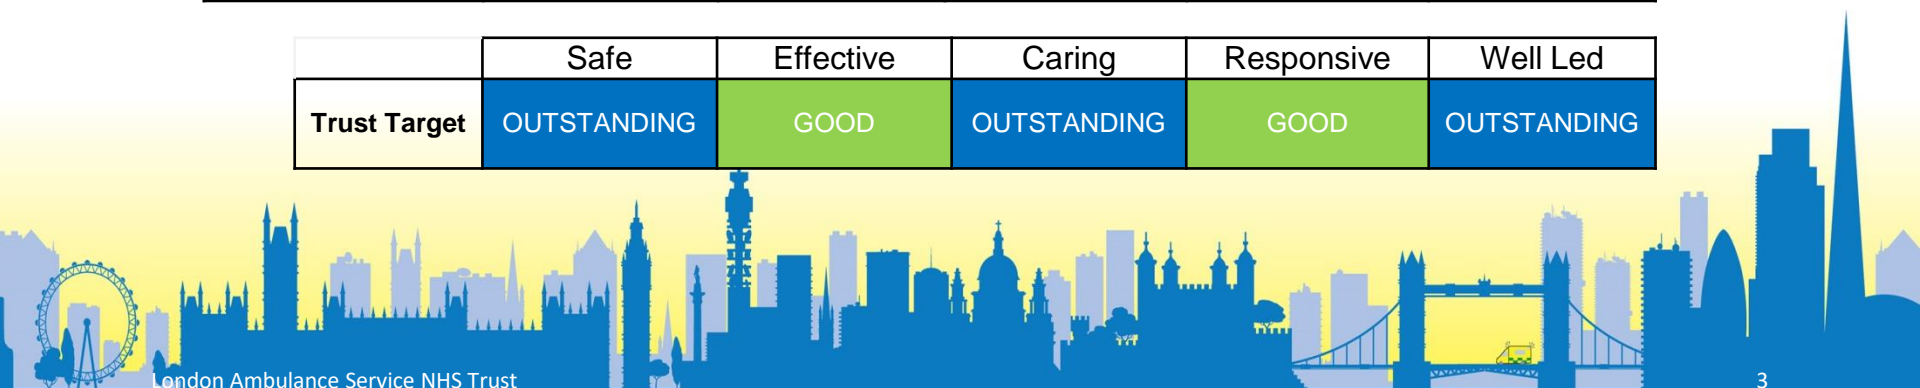 Safe Effective Caring Responsive Well Led
Trust Target OUTSTANDING GOOD OUTSTANDING GOOD OUTSTANDING
London Ambulance Service NHS Trust 3